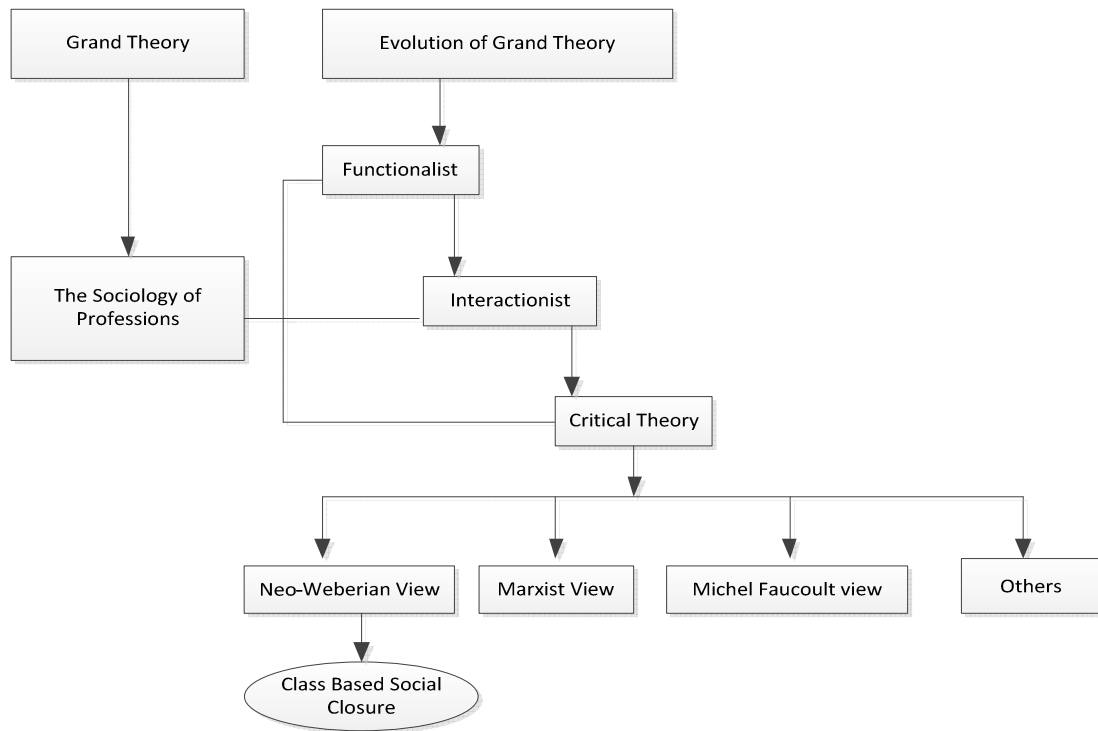 Grand Theory
Evolution of Grand Theory
Functionalist
The Sociology of
Professions
Interactionist
Critical Theory
Neo-Weberian View
Marxist View
Michel Faucoult view
Others
Class Based Social
Closure